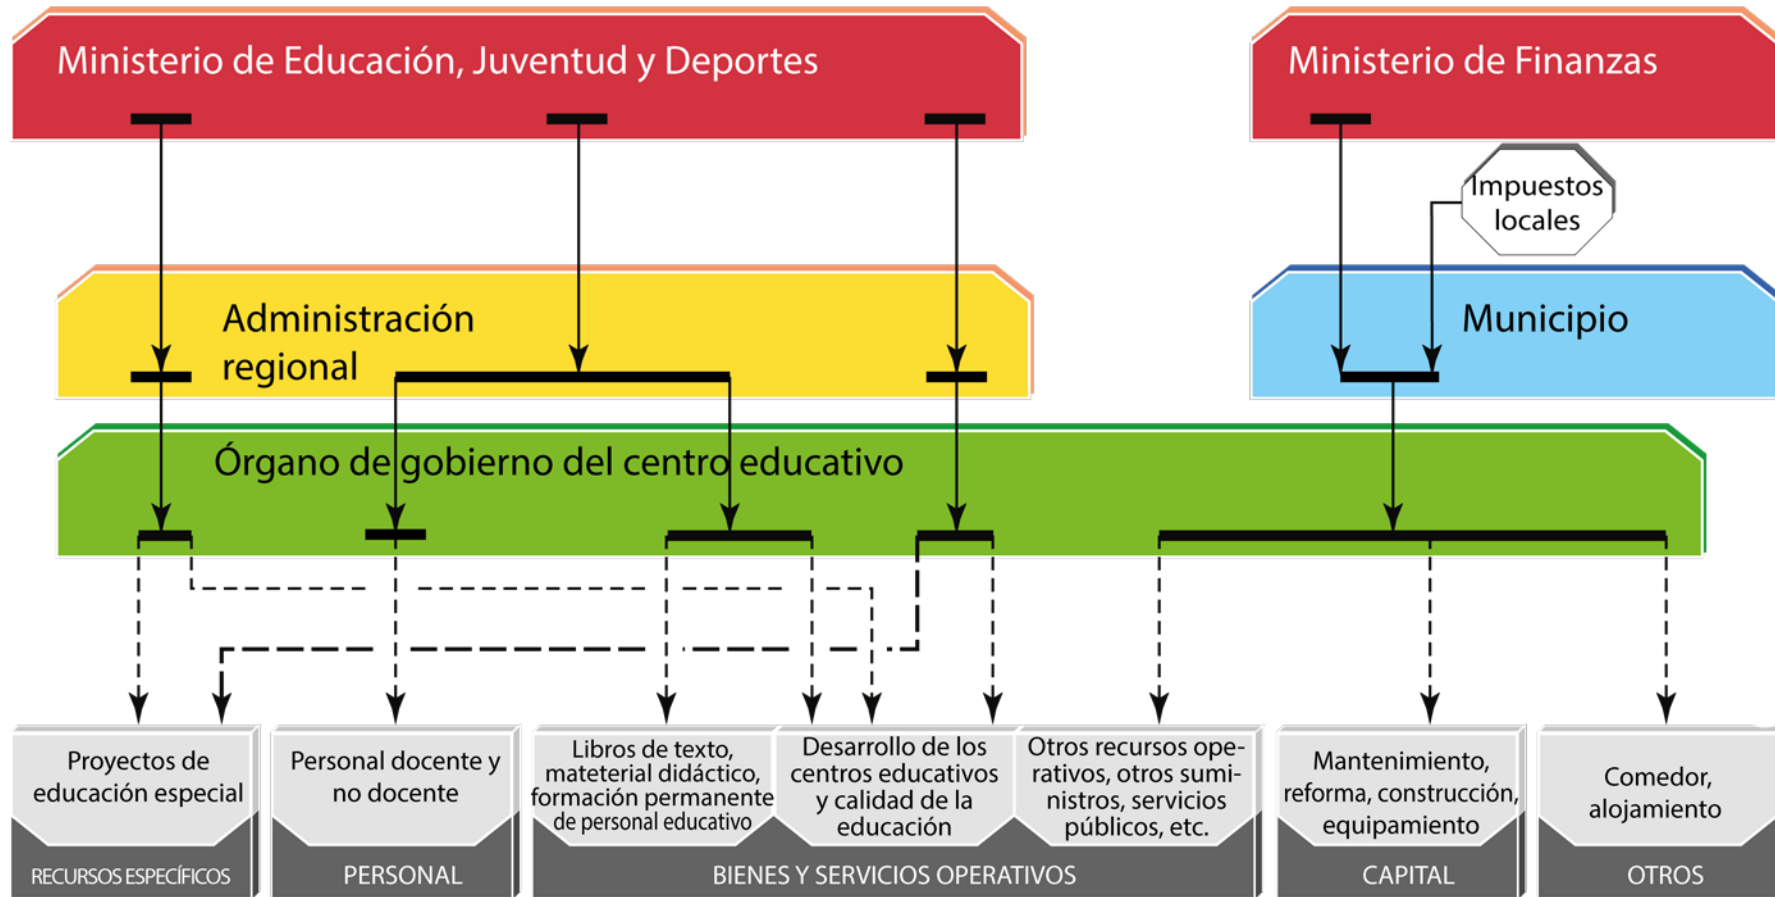 Ministerio de Educación, Juventud y Deportes
Ministerio de Finanzas
Impuestos
locales
Administración
regional
Municipio
Órgano de gobierno del centro educativo
Proyectos de
educación especial
RECURSOS ESPECÍFICOS
Personal docente y
no docente
PERSONAL
Libros de texto,
mateterial didáctico,
formación permanente
de personal educativo
Desarrollo de los
centros educativos
y calidad de la
educación
Otros recursos ope-
rativos, otros sumi-
nistros, servicios
públicos, etc.
BIENES Y SERVICIOS OPERATIVOS
Mantenimiento,
reforma, construcción,
equipamiento
CAPITAL
Comedor,
alojamiento
OTROS